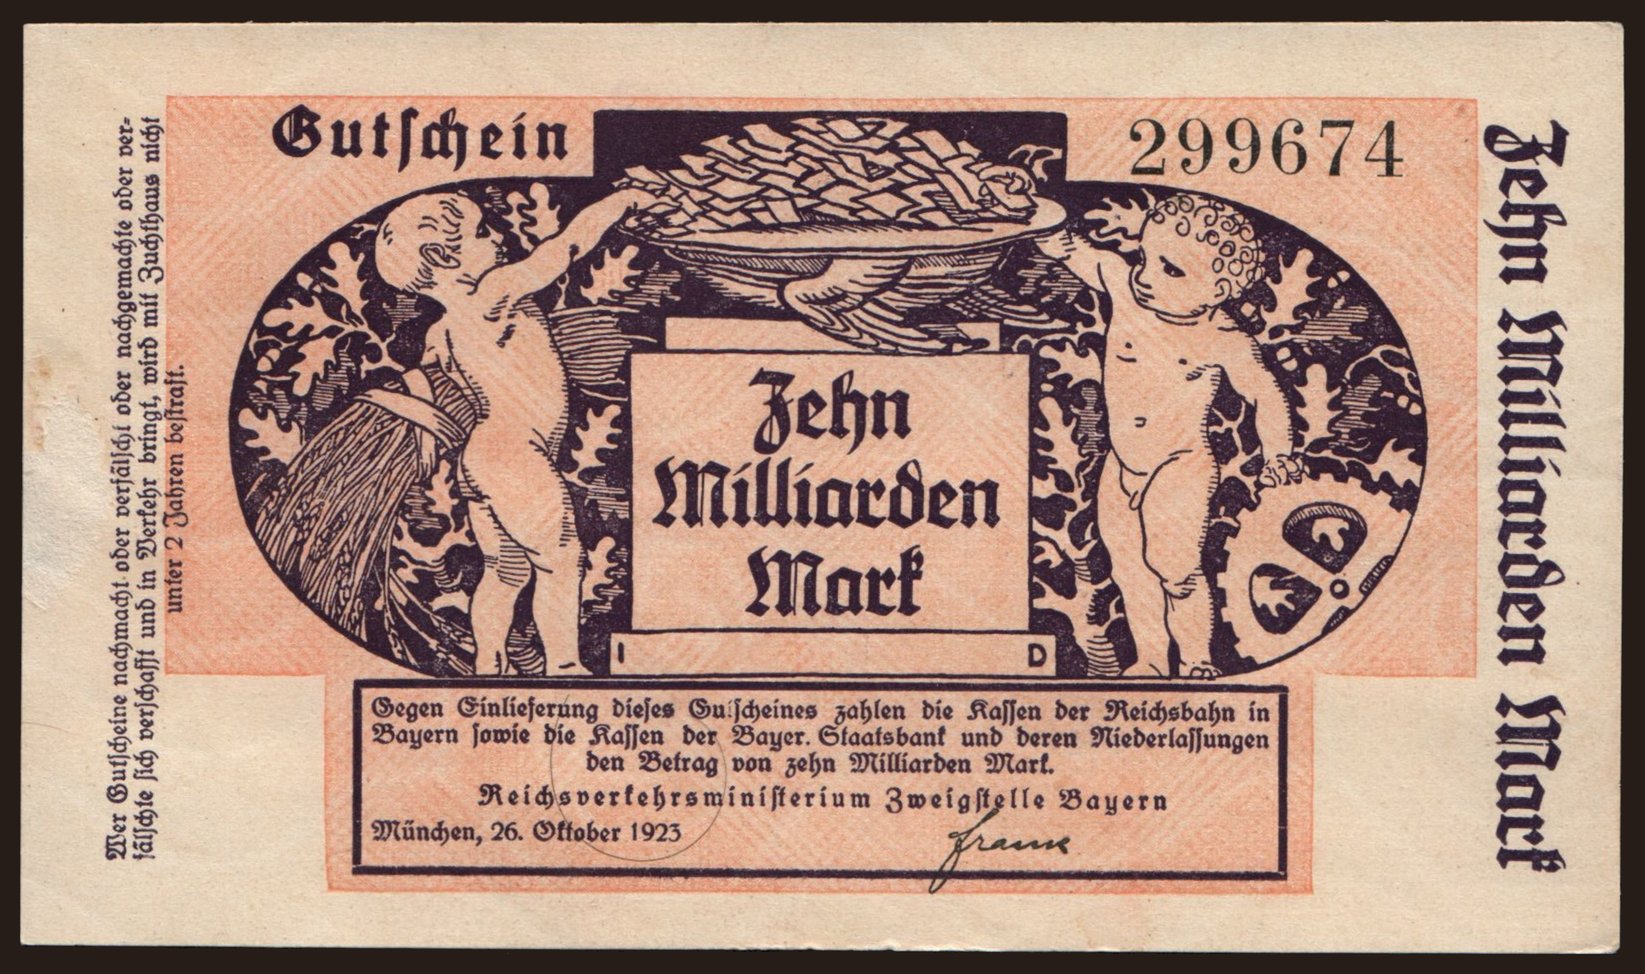 Gutschein
299674
Zehn
Milliarden
Mark
I D
Gegen Einlieferung dieses Gutscheines zahlen die Kassen der Reichsbahn in
Bayern sowie die Kassen der Bayer. Staatsbank und deren Niederlassungen
den Betrag von zehn Milliarden Mark.
Reichsverkehrsministerium Zweigstelle Bayern
München, 26. Oktober 1923
Wer Gutscheine nachmacht oder verfälscht oder nachgemachte oder ver-
fälschte sich verschafft und in Verkehr bringt, wird mit Zuchthaus nicht
unter 2 Jahren bestraft.
Zehn Milliarden Mark